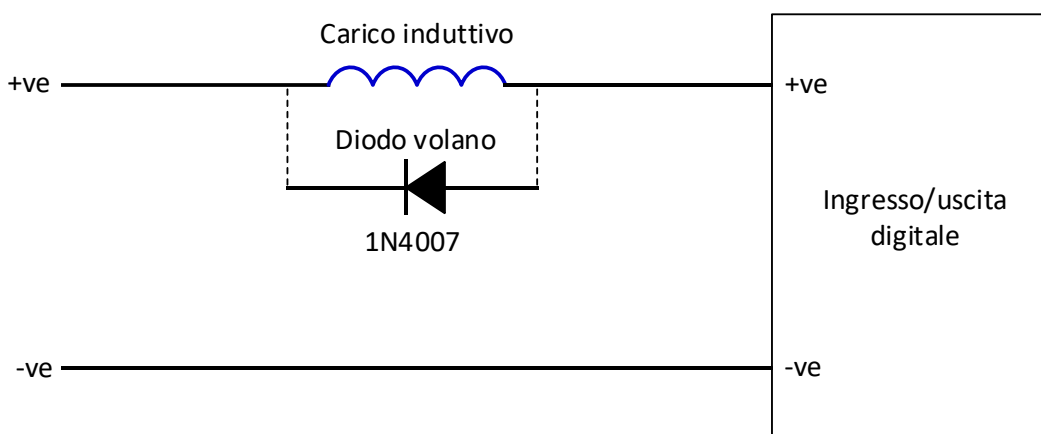 Carico induttivo
+ve
+ve
Diodo volano
1N4007
Ingresso/uscita
digitale
-ve
-ve